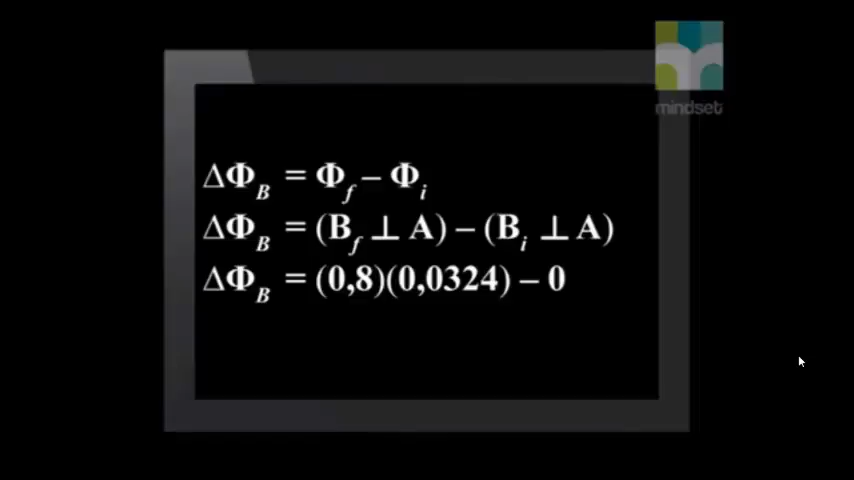 mindset
ΔΦB = Φf – Φi
ΔΦB = (Bf ⊥ A) – (Bi ⊥ A)
ΔΦB = (0,8)(0,0324) – 0